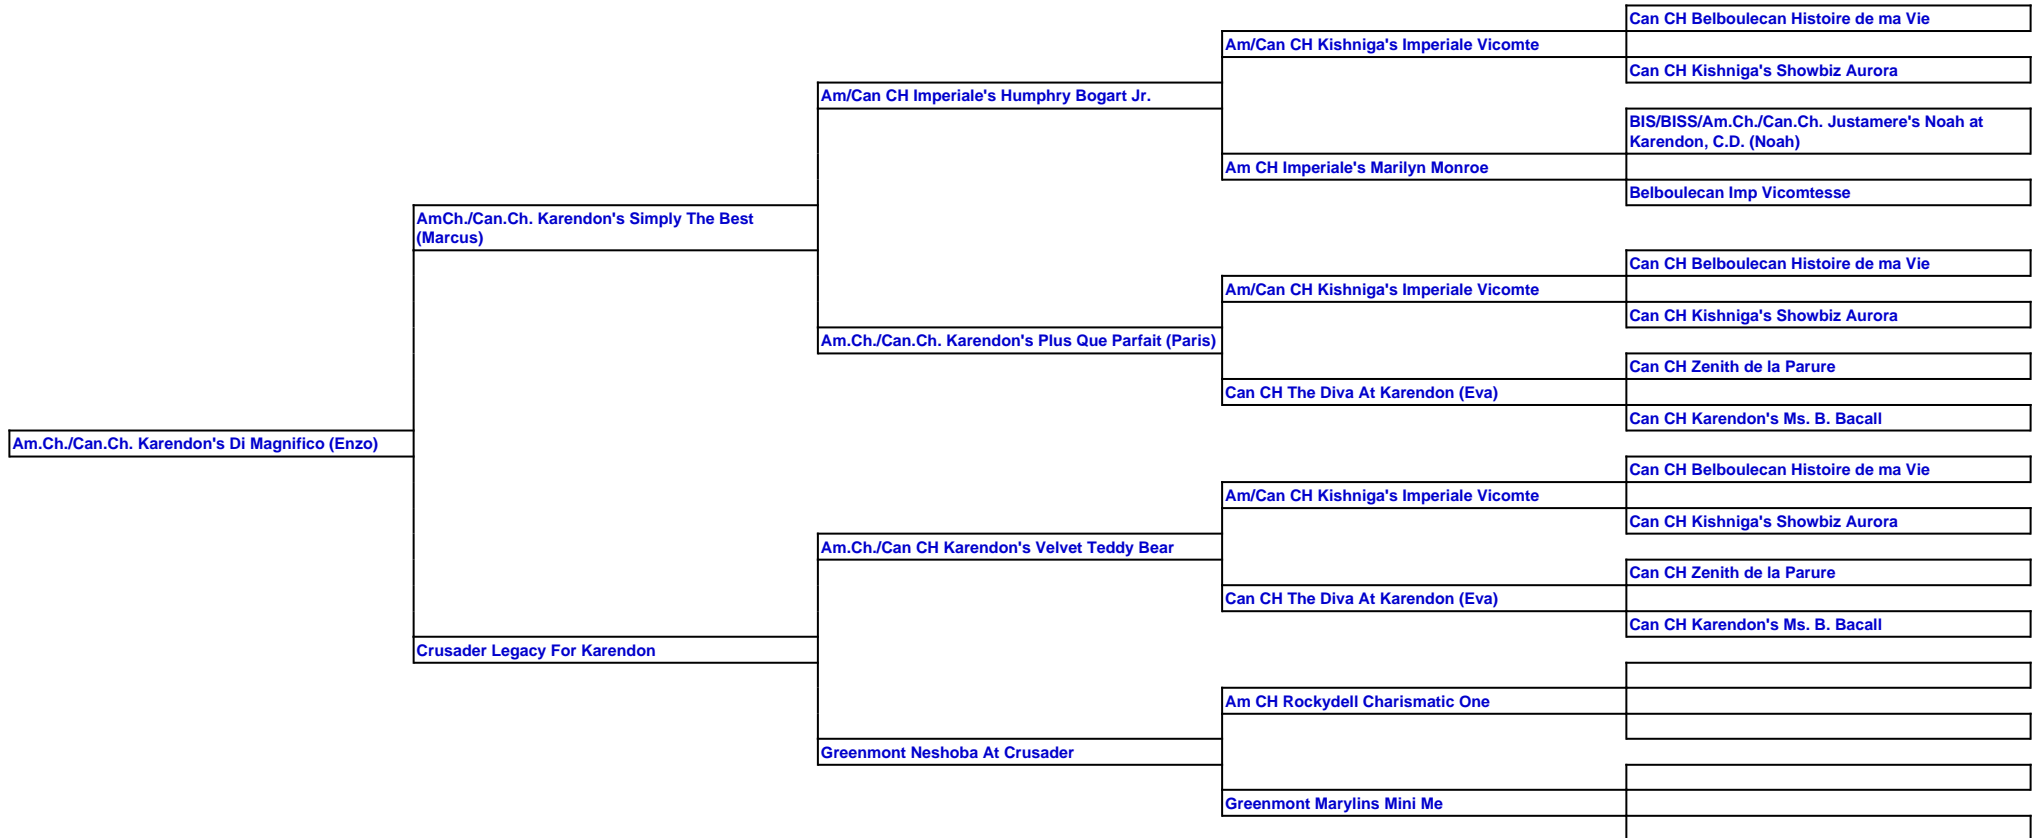 Can CH Belboulecan Histoire de ma Vie
Am/Can CH Kishniga's Imperiale Vicomte
Can CH Kishniga's Showbiz Aurora
Am/Can CH Imperiale's Humphry Bogart Jr.
BIS/BISS/Am.Ch./Can.Ch. Justamere's Noah at
Karendon, C.D. (Noah)
Am CH Imperiale's Marilyn Monroe
Belboulecan Imp Vicomtesse
AmCh./Can.Ch. Karendon's Simply The Best
(Marcus)
Can CH Belboulecan Histoire de ma Vie
Am/Can CH Kishniga's Imperiale Vicomte
Can CH Kishniga's Showbiz Aurora
Am.Ch./Can.Ch. Karendon's Plus Que Parfait (Paris)
Can CH Zenith de la Parure
Can CH The Diva At Karendon (Eva)
Can CH Karendon's Ms. B. Bacall
Am.Ch./Can.Ch. Karendon's Di Magnifico (Enzo)
Can CH Belboulecan Histoire de ma Vie
Am/Can CH Kishniga's Imperiale Vicomte
Can CH Kishniga's Showbiz Aurora
Am.Ch./Can CH Karendon's Velvet Teddy Bear
Can CH Zenith de la Parure
Can CH The Diva At Karendon (Eva)
Can CH Karendon's Ms. B. Bacall
Crusader Legacy For Karendon
Am CH Rockydell Charismatic One
Greenmont Neshoba At Crusader
Greenmont Marylins Mini Me